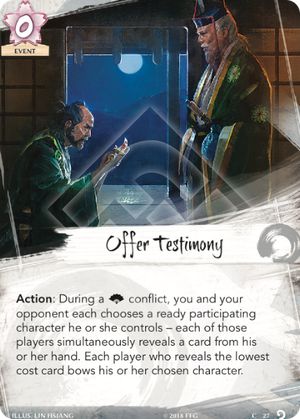 0
EVENT
Offer Testimony
Action: During a conflict, you and your
opponent each chooses a ready participating
character he or she controls – each of those
players simultaneously reveals a card from his
or her hand. Each player who reveals the lowest
cost card bows his or her chosen character.
ILLUS. LIN HSIANG
© 2018 FFG
C 27